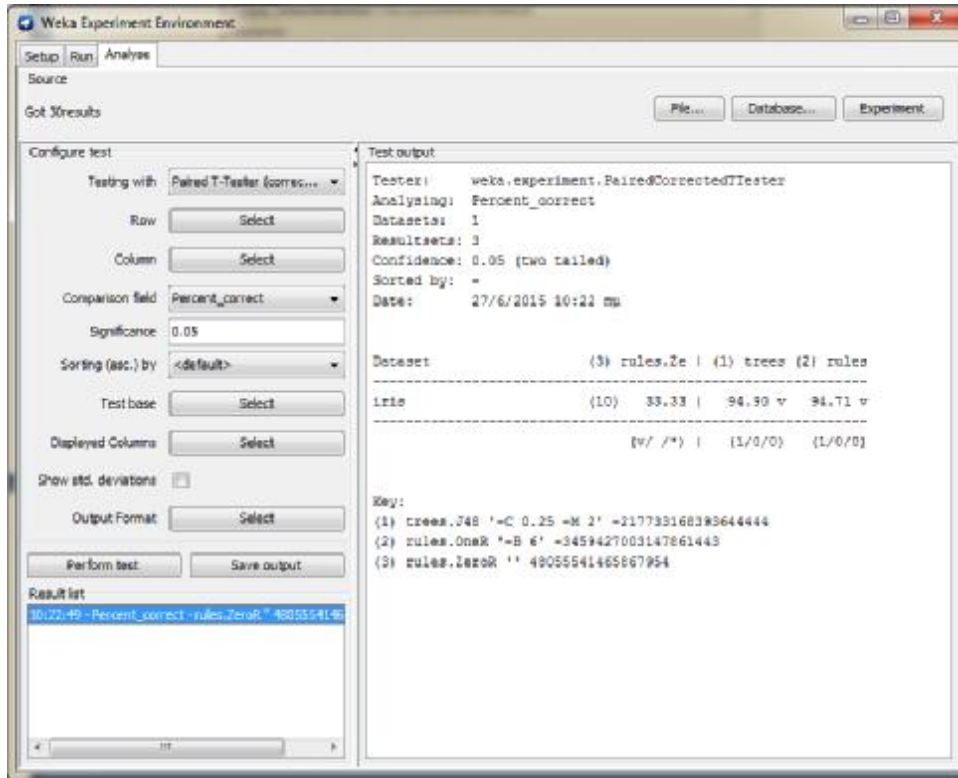 Weka Experiment Environment
Setup Run Analyse
Source
Got 30results
File... Database... Experiment
Configure test
Testing with Paired T-Tester (correc...
Row Select
Column Select
Comparison field Percent_correct
Significance 0.05
Sorting (asc.) by <default>
Test base Select
Displayed Columns Select
Show std. deviations
Output Format Select
Perform test Save output
Result list
10:22:49 - Percent_correct - rules.ZeroR '' 4805554146
Test output
Tester: weka.experiment.PairedCorrectedTTester
Analysing: Percent_correct
Datasets: 1
Resultsets: 3
Confidence: 0.05 (two tailed)
Sorted by: -
Date: 27/6/2015 10:22 πμ
Dataset (3) rules.Ze | (1) trees (2) rules
iris (10) 33.33 | 94.90 v 94.71 v
(v/ /*) | (1/0/0) (1/0/0)
Key:
(1) trees.J48 '-C 0.25 -M 2' -217733168393644444
(2) rules.OneR '-B 6' -3459427003147861443
(3) rules.ZeroR '' 48055541465867954